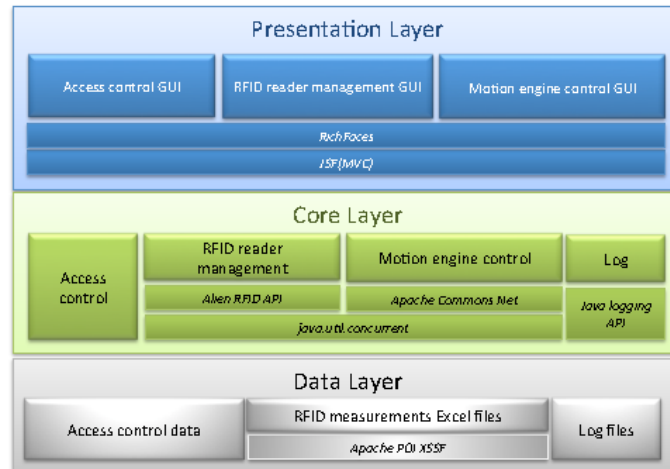 Presentation Layer
Access control GUI
RFID reader management GUI
Motion engine control GUI
RichFaces
JSF(MVC)
Core Layer
Access
control
RFID reader
management
Motion engine control
Log
Alien RFID API
Apache Commons Net
Java logging
API
java.util.concurrent
Data Layer
Access control data
RFID measurements Excel files
Apache POI XSSF
Log files